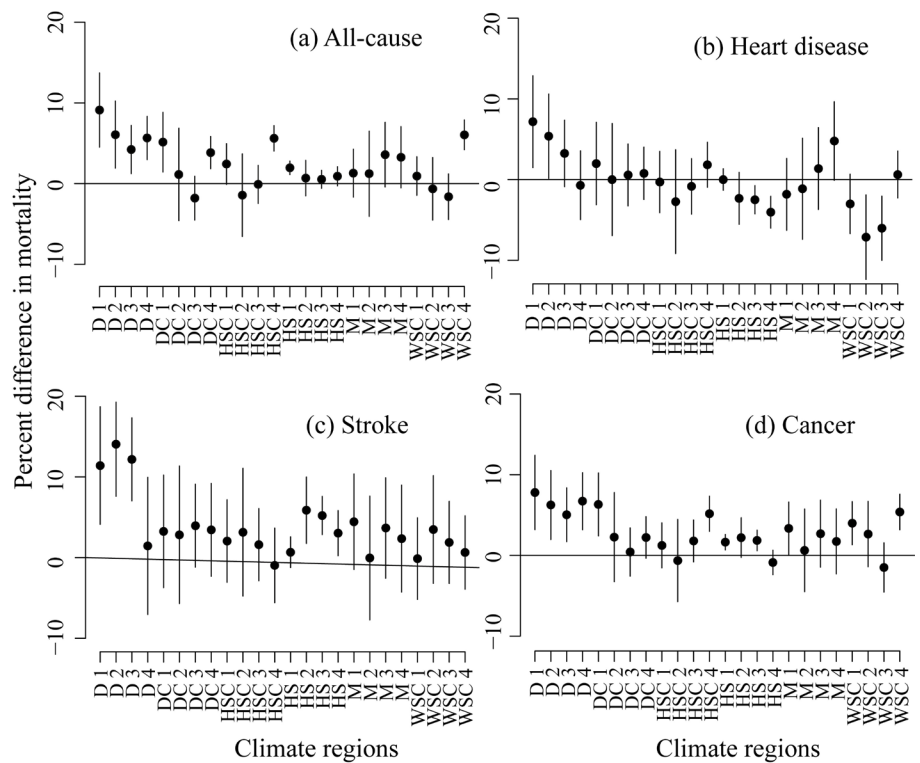 Percent difference in mortality
(a) All-cause
20
10
0
−10
D 1
D 2
D 3
D 4
DC 1
DC 2
DC 3
DC 4
HSC 1
HSC 2
HSC 3
HSC 4
HS 1
HS 2
HS 3
HS 4
M 1
M 2
M 3
M 4
WSC 1
WSC 2
WSC 3
WSC 4
(b) Heart disease
20
10
0
−10
D 1
D 2
D 3
D 4
DC 1
DC 2
DC 3
DC 4
HSC 1
HSC 2
HSC 3
HSC 4
HS 1
HS 2
HS 3
HS 4
M 1
M 2
M 3
M 4
WSC 1
WSC 2
WSC 3
WSC 4
(c) Stroke
20
10
0
−10
D 1
D 2
D 3
D 4
DC 1
DC 2
DC 3
DC 4
HSC 1
HSC 2
HSC 3
HSC 4
HS 1
HS 2
HS 3
HS 4
M 1
M 2
M 3
M 4
WSC 1
WSC 2
WSC 3
WSC 4
Climate regions
(d) Cancer
20
10
0
−10
D 1
D 2
D 3
D 4
DC 1
DC 2
DC 3
DC 4
HSC 1
HSC 2
HSC 3
HSC 4
HS 1
HS 2
HS 3
HS 4
M 1
M 2
M 3
M 4
WSC 1
WSC 2
WSC 3
WSC 4
Climate regions